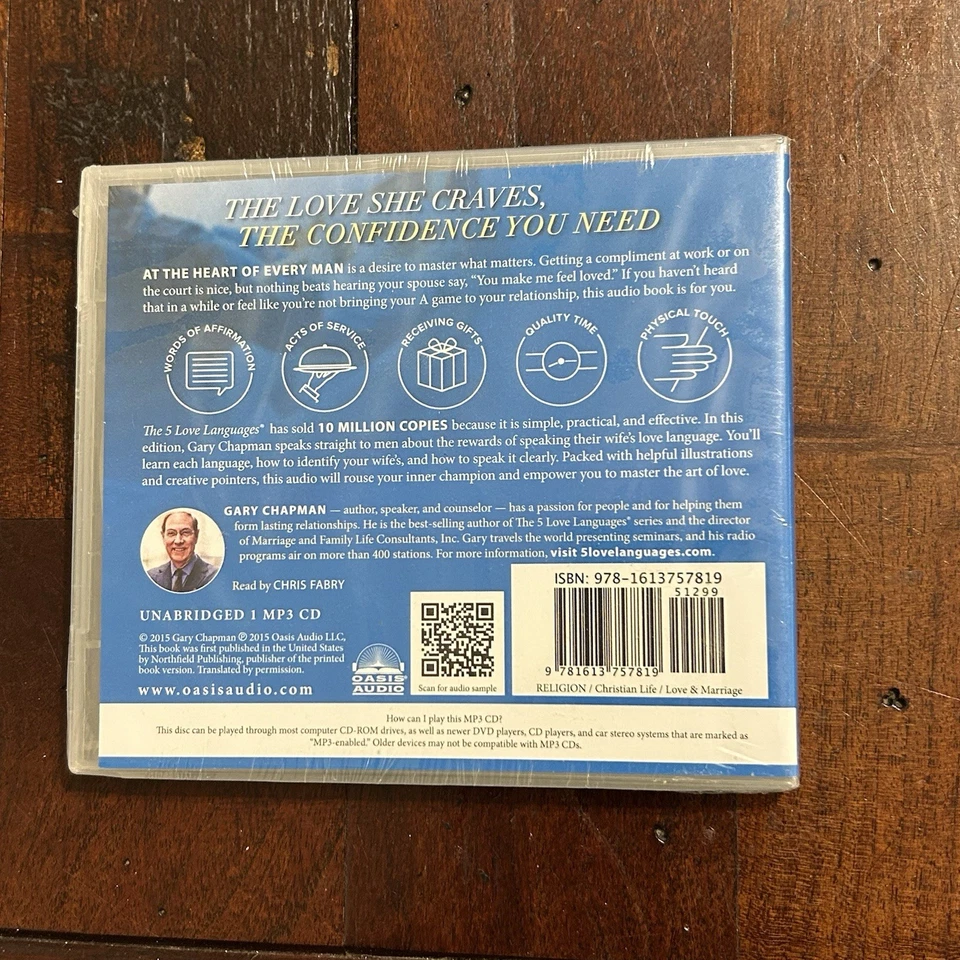 THE LOVE SHE CRAVES,
THE CONFIDENCE YOU NEED
AT THE HEART OF EVERY MAN is a desire to master what matters. Getting a compliment at work or on
the court is nice, but nothing beats hearing your spouse say, “You make me feel loved.” If you haven’t heard
that in a while or feel like you’re not bringing your A game to your relationship, this audio book is for you.
WORDS OF AFFIRMATION
ACTS OF SERVICE
RECEIVING GIFTS
QUALITY TIME
PHYSICAL TOUCH
The 5 Love Languages® has sold 10 MILLION COPIES because it is simple, practical, and effective. In this
edition, Gary Chapman speaks straight to men about the rewards of speaking their wife’s love language. You’ll
learn each language, how to identify your wife’s, and how to speak it clearly. Packed with helpful illustrations
and creative pointers, this audio will rouse your inner champion and empower you to master the art of love.
GARY CHAPMAN — author, speaker, and counselor — has a passion for people and for helping them
form lasting relationships. He is the best-selling author of The 5 Love Languages® series and the director
of Marriage and Family Life Consultants, Inc. Gary travels the world presenting seminars, and his radio
programs air on more than 400 stations. For more information, visit 5lovelanguages.com.
Read by CHRIS FABRY
UNABRIDGED 1 MP3 CD
© 2015 Gary Chapman ℗ 2015 Oasis Audio LLC,
This book was first published in the United States
by Northfield Publishing, publisher of the printed
book version. Translated by permission.
www.oasisaudio.com
OASIS®
AUDIO
Scan for audio sample
ISBN: 978-1613757819
51299
9 781613 757819
RELIGION / Christian Life / Love & Marriage
How can I play this MP3 CD?
This disc can be played through most computer CD-ROM drives, as well as newer DVD players, CD players, and car stereo systems that are marked as
"MP3-enabled." Older devices may not be compatible with MP3 CDs.